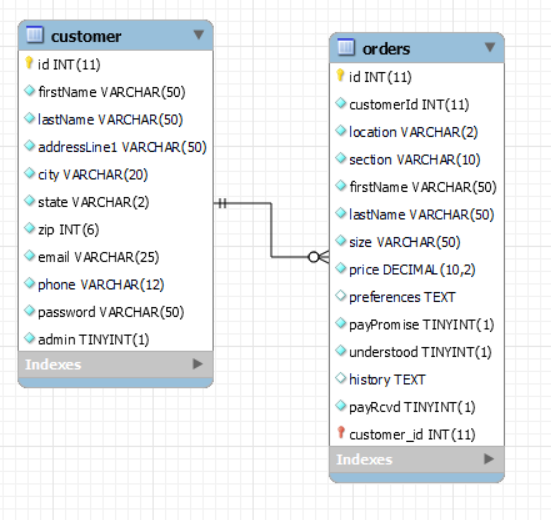 customer
id INT(11)
firstName VARCHAR(50)
lastName VARCHAR(50)
addressLine1 VARCHAR(50)
city VARCHAR(20)
state VARCHAR(2)
zip INT(6)
email VARCHAR(25)
phone VARCHAR(12)
password VARCHAR(50)
admin TINYINT(1)
Indexes
orders
id INT(11)
customerId INT(11)
location VARCHAR(2)
section VARCHAR(10)
firstName VARCHAR(50)
lastName VARCHAR(50)
size VARCHAR(50)
price DECIMAL(10,2)
preferences TEXT
payPromise TINYINT(1)
understood TINYINT(1)
history TEXT
payRcvd TINYINT(1)
customer_id INT(11)
Indexes